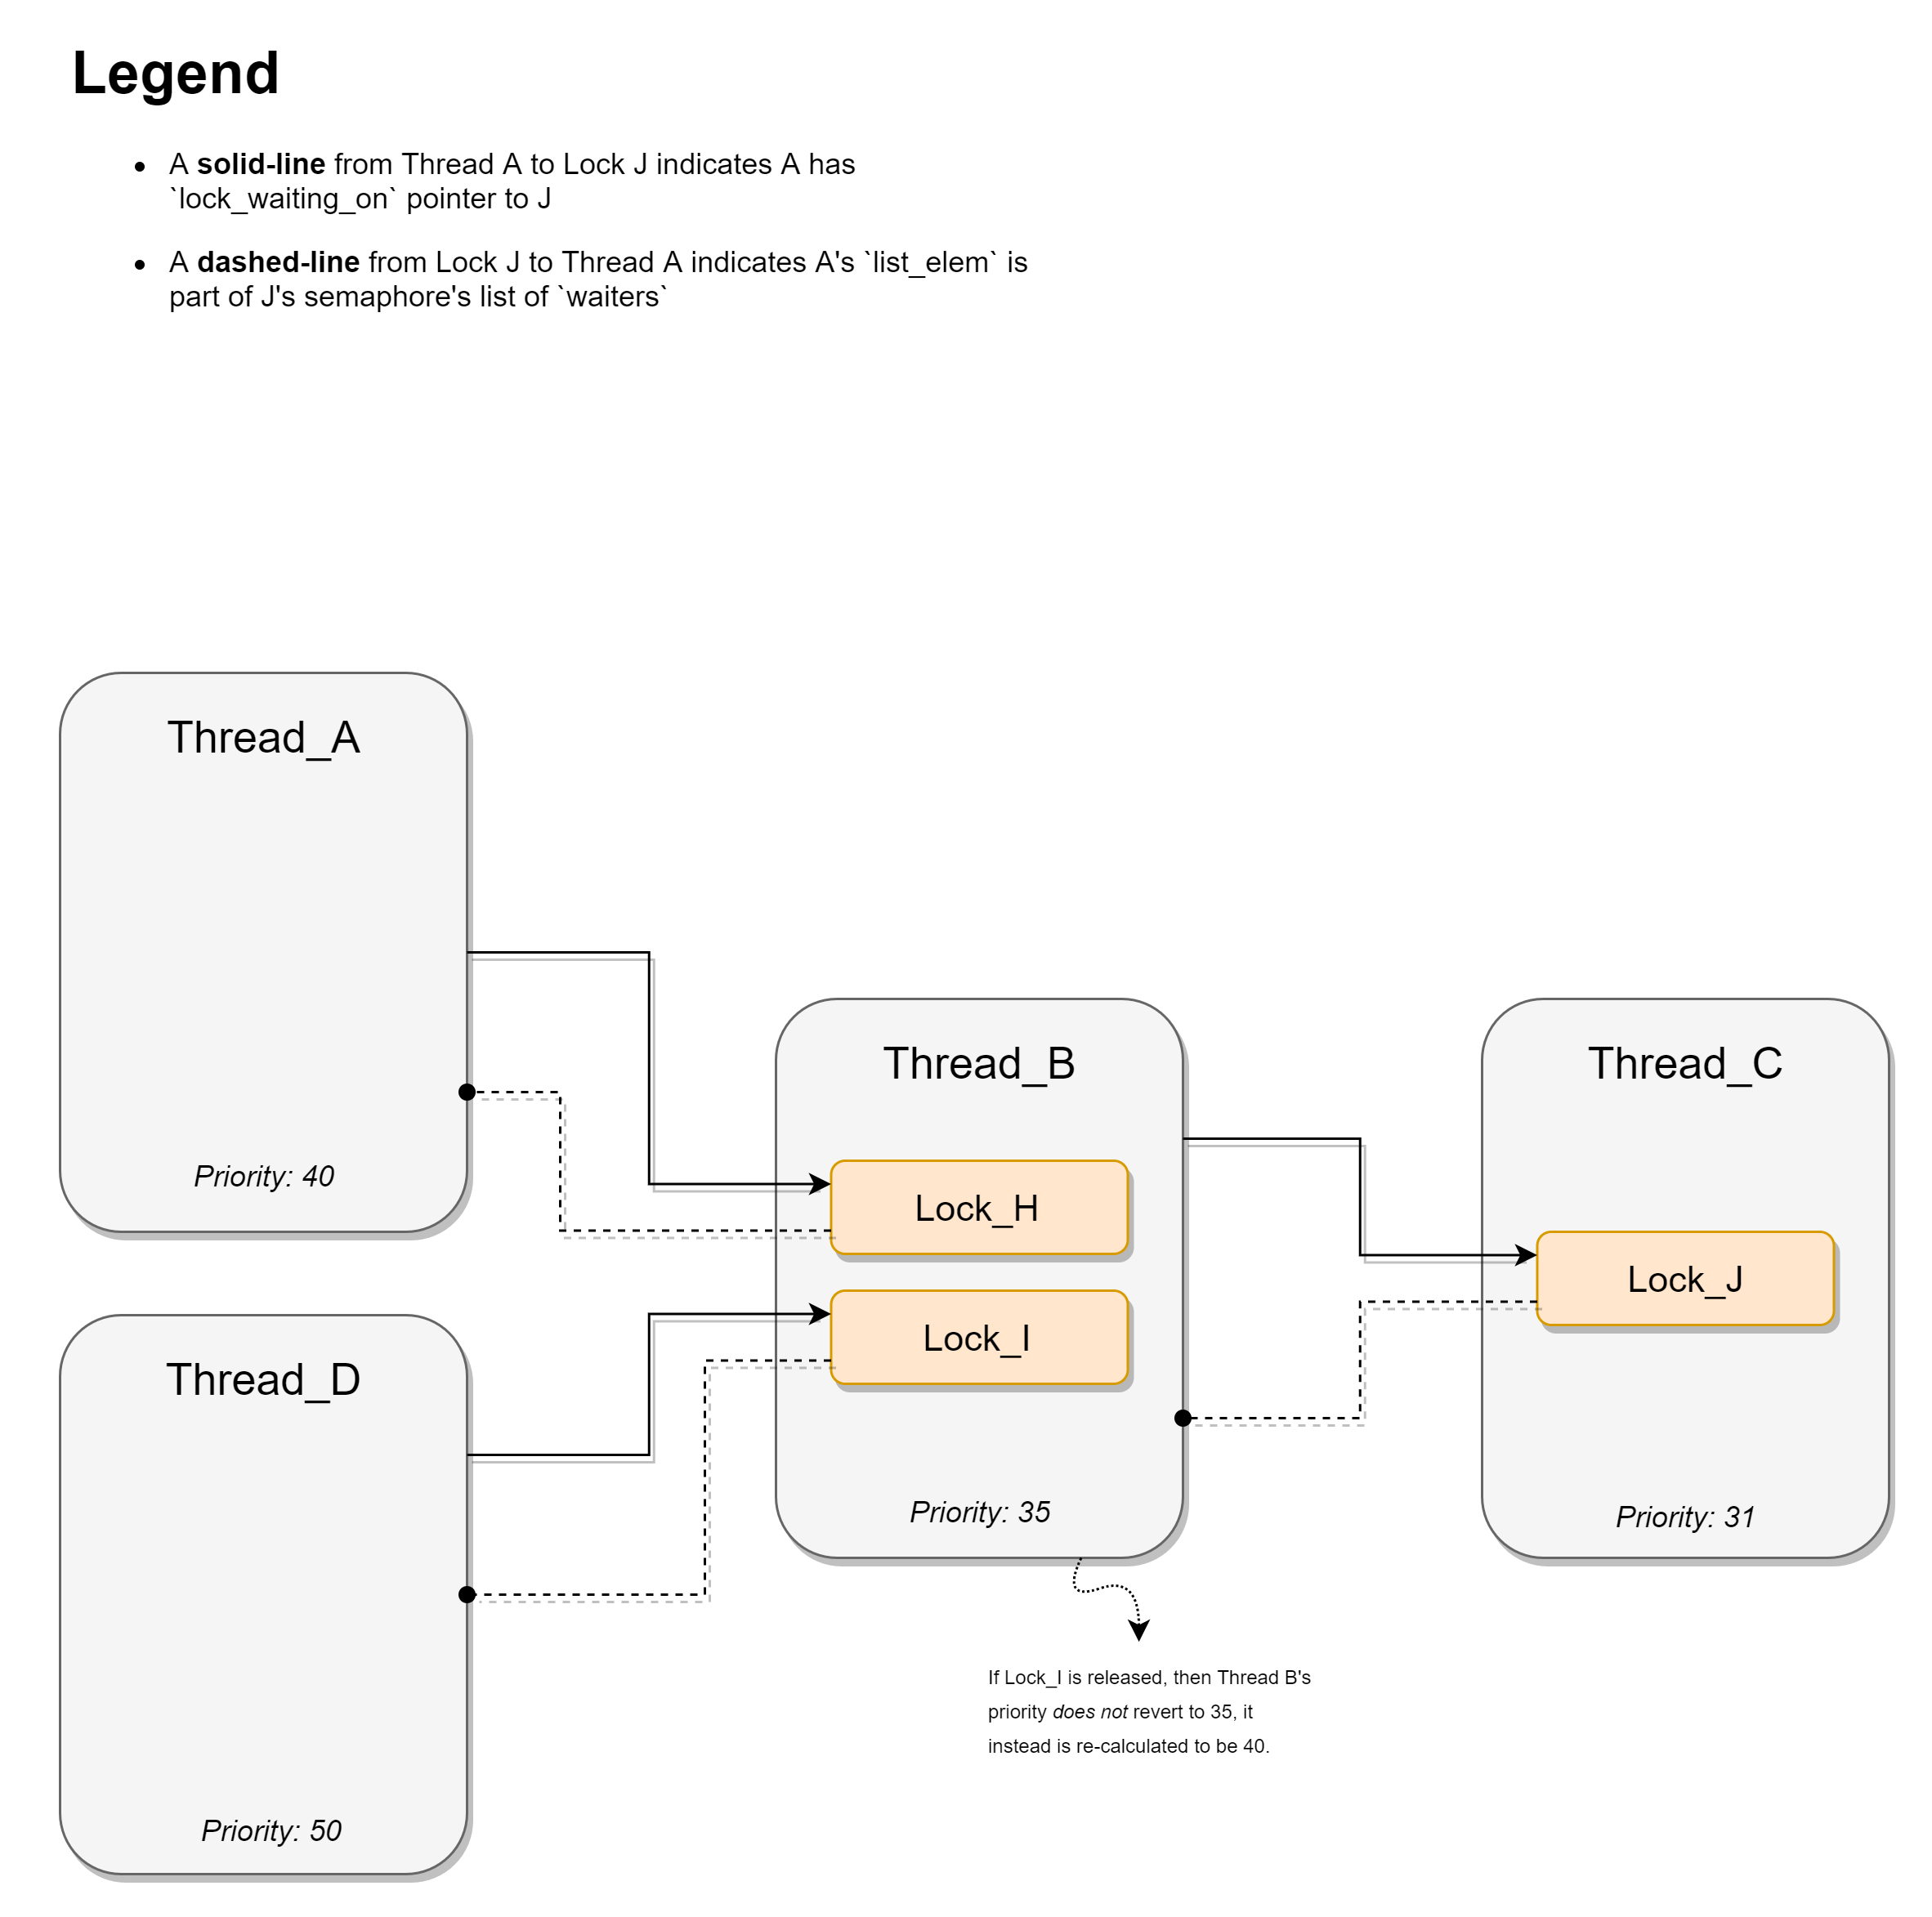 Legend
A solid-line from Thread A to Lock J indicates A has
`lock_waiting_on` pointer to J
A dashed-line from Lock J to Thread A indicates A's `list_elem` is
part of J's semaphore's list of `waiters`
Thread_A
Priority: 40
Thread_B
Lock_H
Lock_I
Priority: 35
Thread_C
Lock_J
Priority: 31
Thread_D
Priority: 50
If Lock_I is released, then Thread B's
priority does not revert to 35, it
instead is re-calculated to be 40.